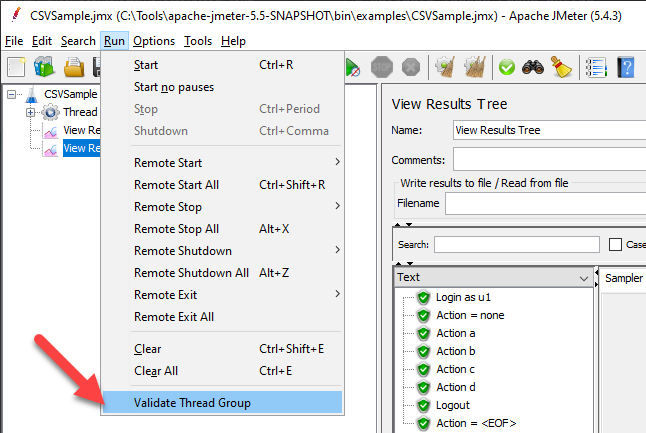 CSVSample.jmx (C:\Tools\apache-jmeter-5.5-SNAPSHOT\bin\examples\CSVSample.jmx) - Apache JMeter (5.4.3)
File Edit Search Run Options Tools Help
CSVSample
Thread
View Re
View Re
Start Ctrl+R
Start no pauses
Stop Ctrl+Period
Shutdown Ctrl+Comma
Remote Start
Remote Start All Ctrl+Shift+R
Remote Stop
Remote Stop All Alt+X
Remote Shutdown
Remote Shutdown All Alt+Z
Remote Exit
Remote Exit All
Clear Ctrl+Shift+E
Clear All Ctrl+E
Validate Thread Group
View Results Tree
Name: View Results Tree
Comments:
Write results to file / Read from file
Filename
Search: Case
Text
Sampler
Login as u1
Action = none
Action a
Action b
Action c
Action d
Logout
Action = <EOF>